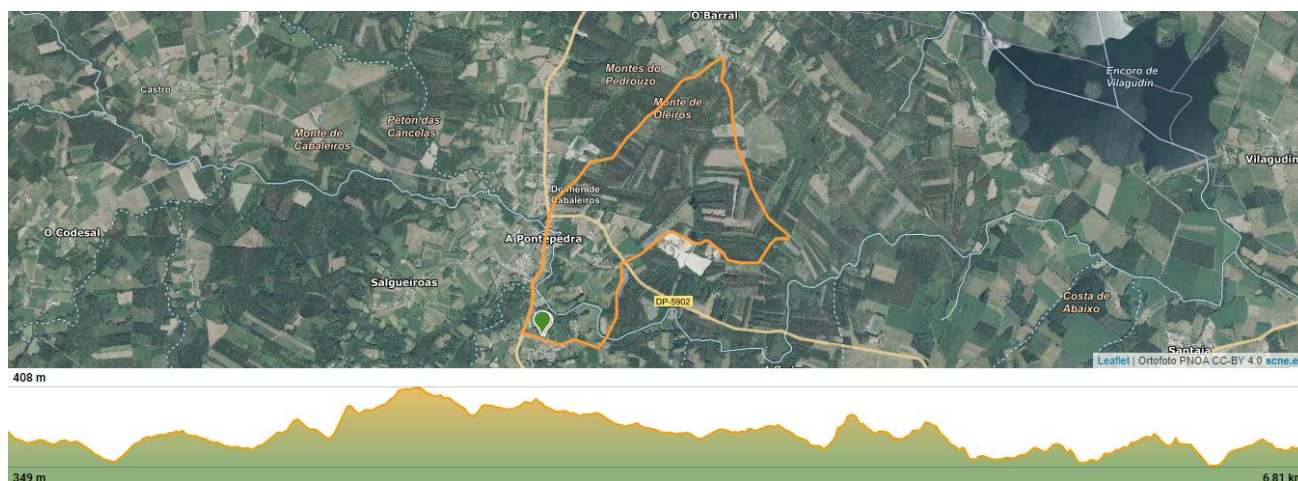 O Barral
Montes do
Pedrouzo
Encoro de
Vilagudín
Castro
Monte de
Oleiros
Petón das
Cancelas
Monte de
Cabaleiros
Vilagudín
Dolmen de
Cabaleiros
O Codesal
A Pontepedra
Salgueiroas
DP-5902
Costa de
Abaixo
Santaia
Leaflet | Ortofoto PNOA CC-BY 4.0 scne.e
408 m
349 m
6.81 km